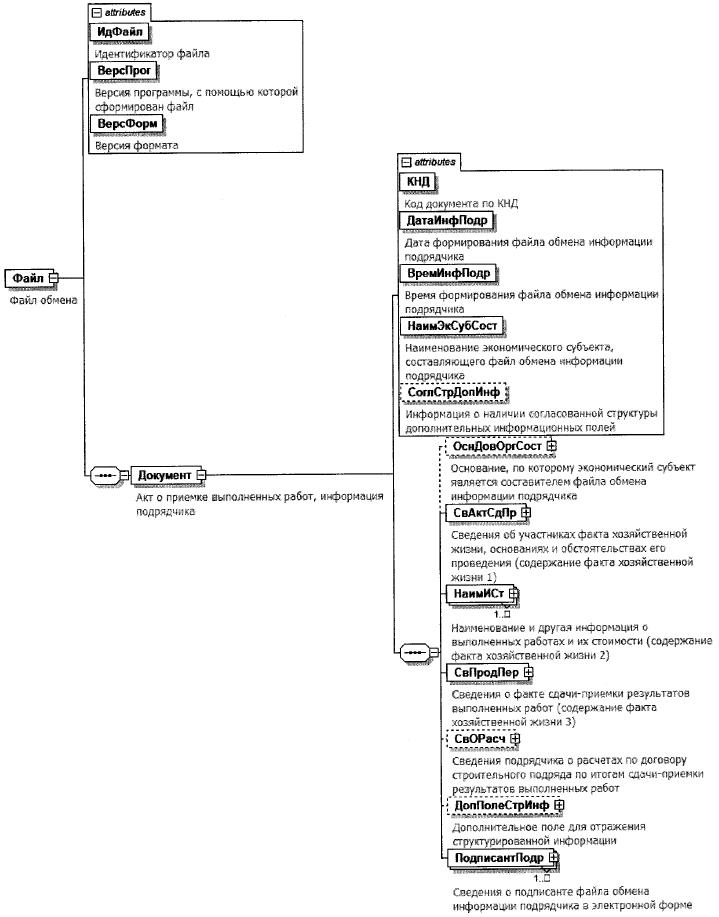 attributes
ИдФайл
Идентификатор файла
ВерсПрог
Версия программы, с помощью которой
сформирован файл
ВерсФорм
Версия формата
Файл
Файл обмена
Документ
Акт о приемке выполненных работ, информация
подрядчика
attributes
КНД
Код документа по КНД
ДатаИнфПодр
Дата формирования файла обмена информации
подрядчика
ВремИнфПодр
Время формирования файла обмена информации
подрядчика
НаимЭкСубСост
Наименование экономического субъекта,
составляющего файл обмена информации
подрядчика
СоглСтрДопИнф
Информация о наличии согласованной структуры
дополнительных информационных полей
ОснДовОргСост
Основание, по которому экономический субъект
является составителем файла обмена
информации подрядчика
СвАктСдПр
Сведения об участниках факта хозяйственной
жизни, основаниях и обстоятельствах его
проведения (содержание факта хозяйственной
жизни 1)
НаимИСт
1..□
Наименование и другая информация о
выполненных работах и их стоимости (содержание
факта хозяйственной жизни 2)
СвПродПер
Сведения о факте сдачи-приемки результатов
выполненных работ (содержание факта
хозяйственной жизни 3)
СвОРасч
Сведения подрядчика о расчетах по договору
строительного подряда по итогам сдачи-приемки
результатов выполненных работ
ДопПолеСтрИнф
Дополнительное поле для отражения
структурированной информации
ПодписантПодр
1..□
Сведения о подписанте файла обмена
информации подрядчика в электронной форме